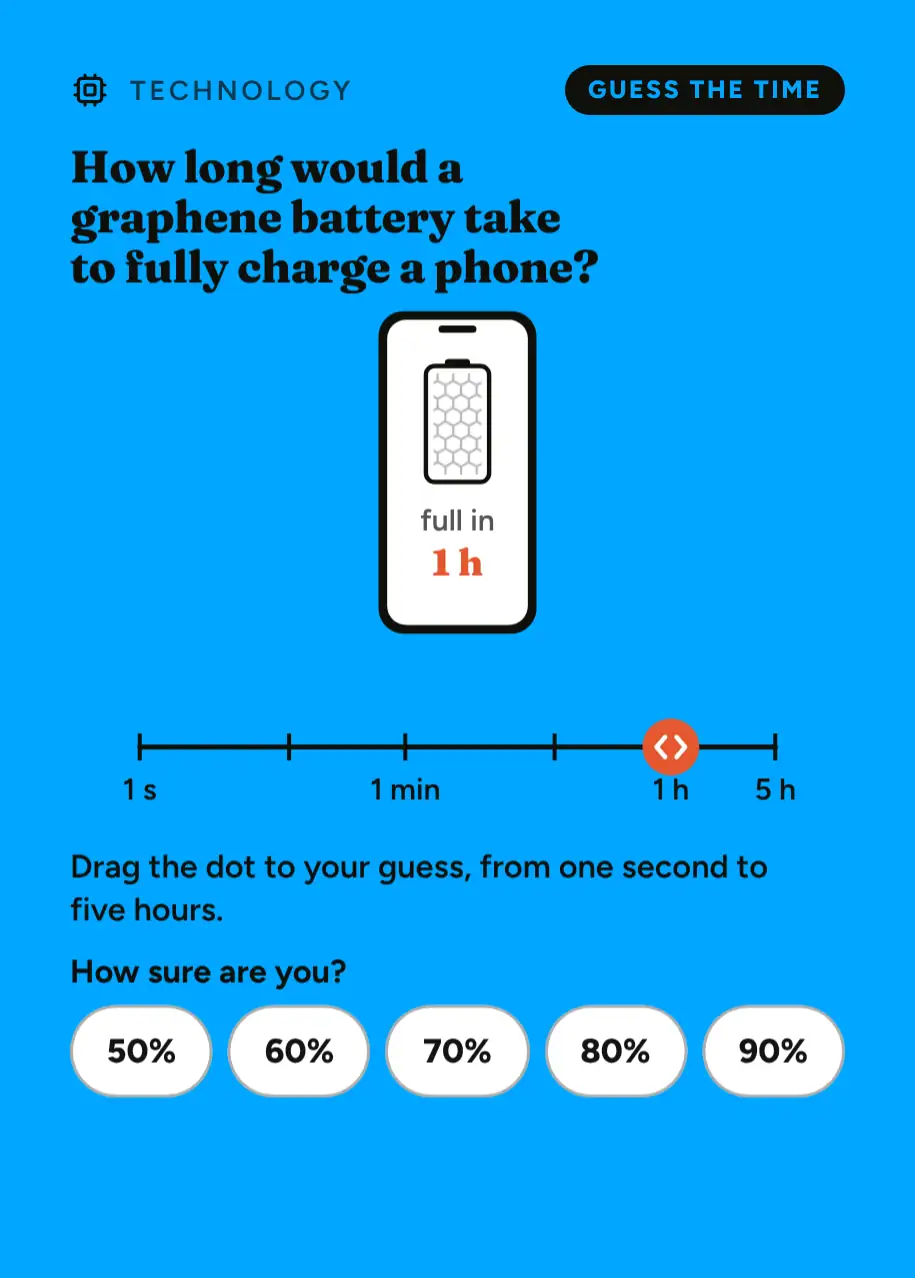 TECHNOLOGY
GUESS THE TIME
How long would a
graphene battery take
to fully charge a phone?
full in
1 h
1 s
1 min
1 h
5 h
Drag the dot to your guess, from one second to
five hours.
How sure are you?
50%
60%
70%
80%
90%